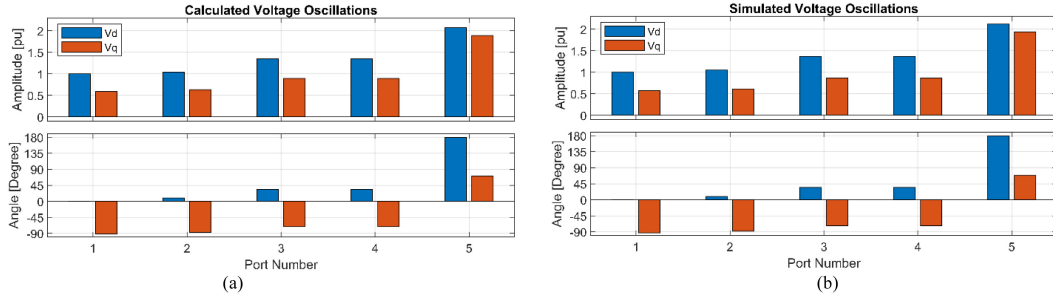 Calculated Voltage Oscillations
Vd
Vq
Amplitude [pu]
2
1.5
1
0.5
0
Angle [Degree]
180
135
90
45
0
-45
-90
1 2 3 4 5
Port Number
(a)
Simulated Voltage Oscillations
Vd
Vq
Amplitude [pu]
2
1.5
1
0.5
0
Angle [Degree]
180
135
90
45
0
-45
-90
1 2 3 4 5
Port Number
(b)